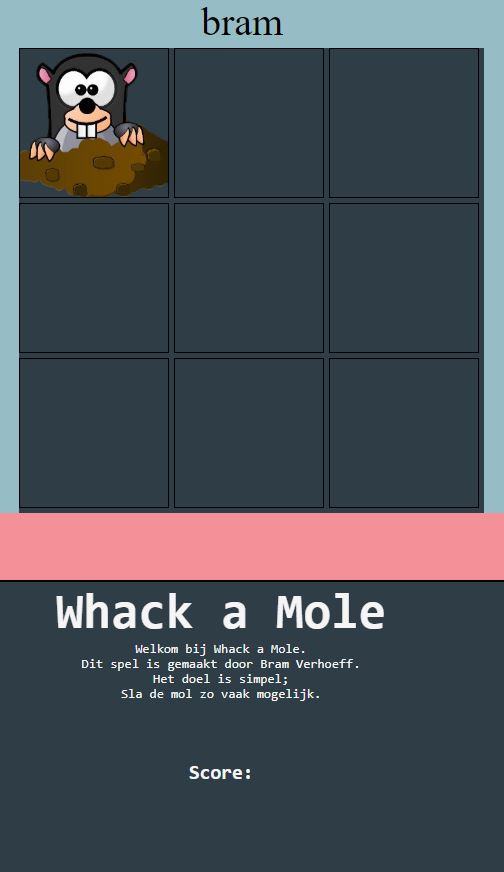 bram
Whack a Mole
Welkom bij Whack a Mole.
Dit spel is gemaakt door Bram Verhoeff.
Het doel is simpel;
Sla de mol zo vaak mogelijk.
Score: